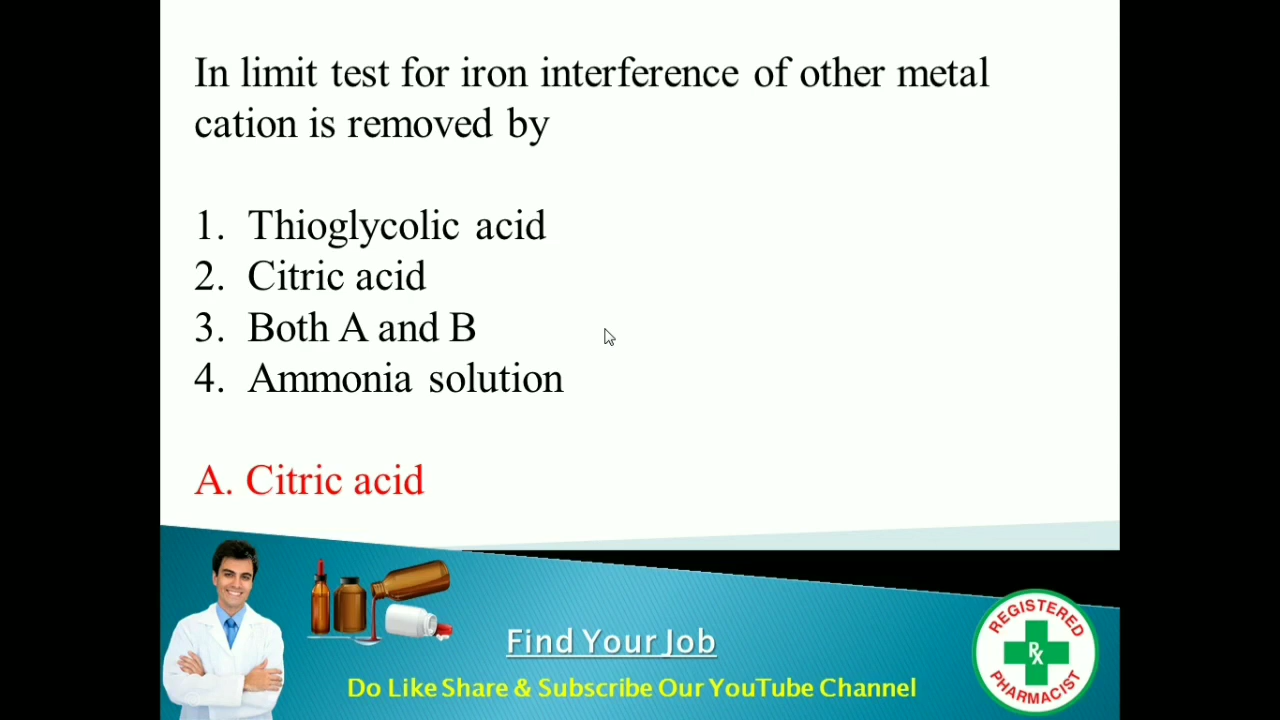 In limit test for iron interference of other metal
cation is removed by
1. Thioglycolic acid
2. Citric acid
3. Both A and B
4. Ammonia solution
A. Citric acid
Find Your Job
Do Like Share & Subscribe Our YouTube Channel
REGISTERED
Rx
PHARMACIST